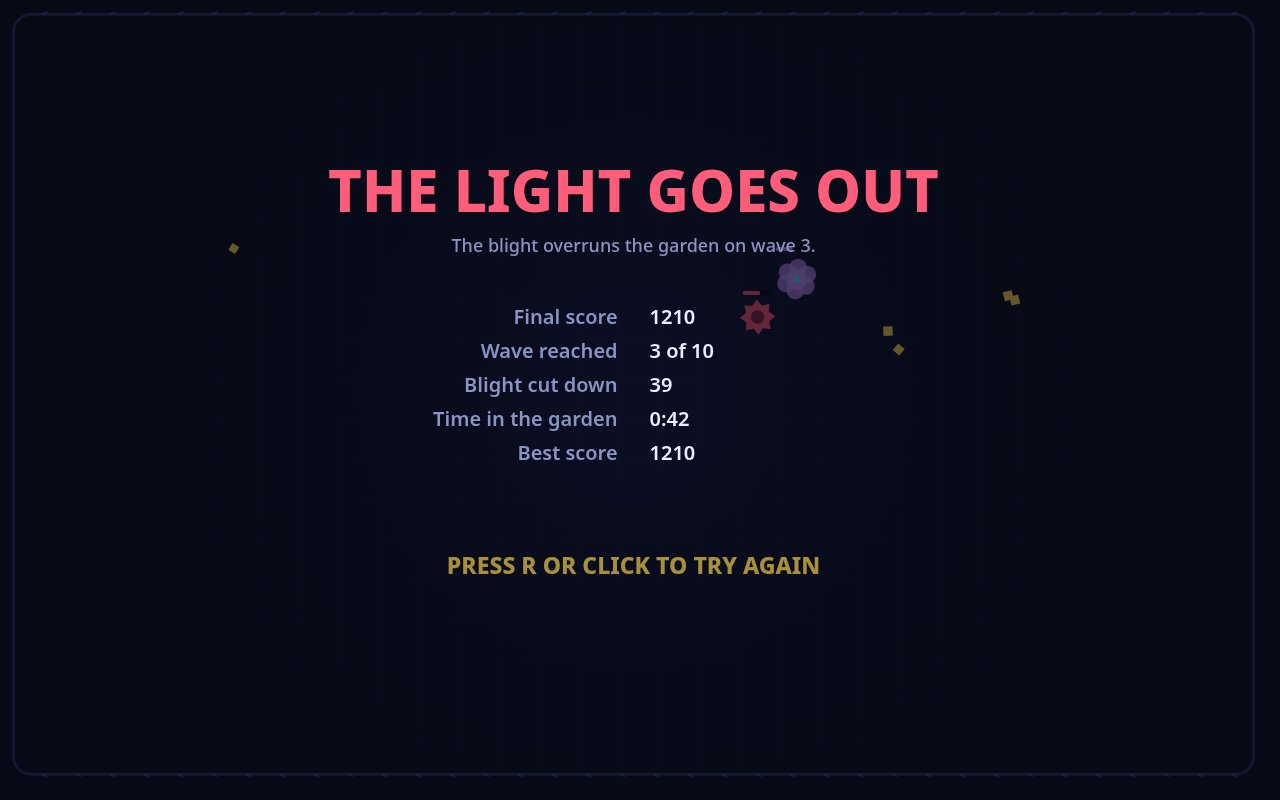 THE LIGHT GOES OUT
The blight overruns the garden on wave 3.
Final score 1210
Wave reached 3 of 10
Blight cut down 39
Time in the garden 0:42
Best score 1210
PRESS R OR CLICK TO TRY AGAIN